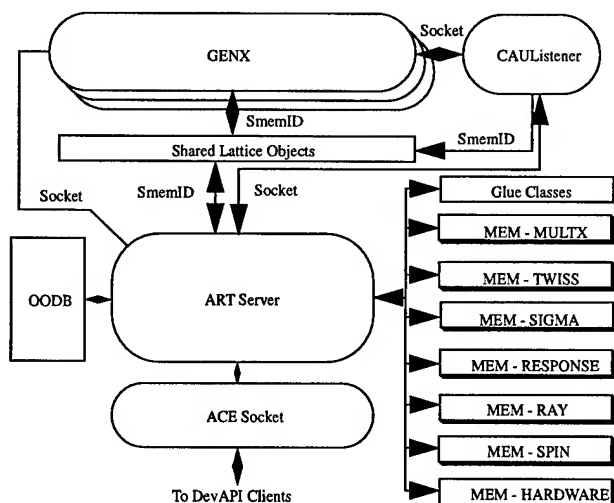 Socket
GENX
CAUListener
SmemID
SmemID
Shared Lattice Objects
SmemID
Socket
Socket
Glue Classes
MEM - MULTX
OODB
ART Server
MEM - TWISS
MEM - SIGMA
MEM - RESPONSE
ACE Socket
MEM - RAY
MEM - SPIN
To DevAPI Clients
MEM - HARDWARE